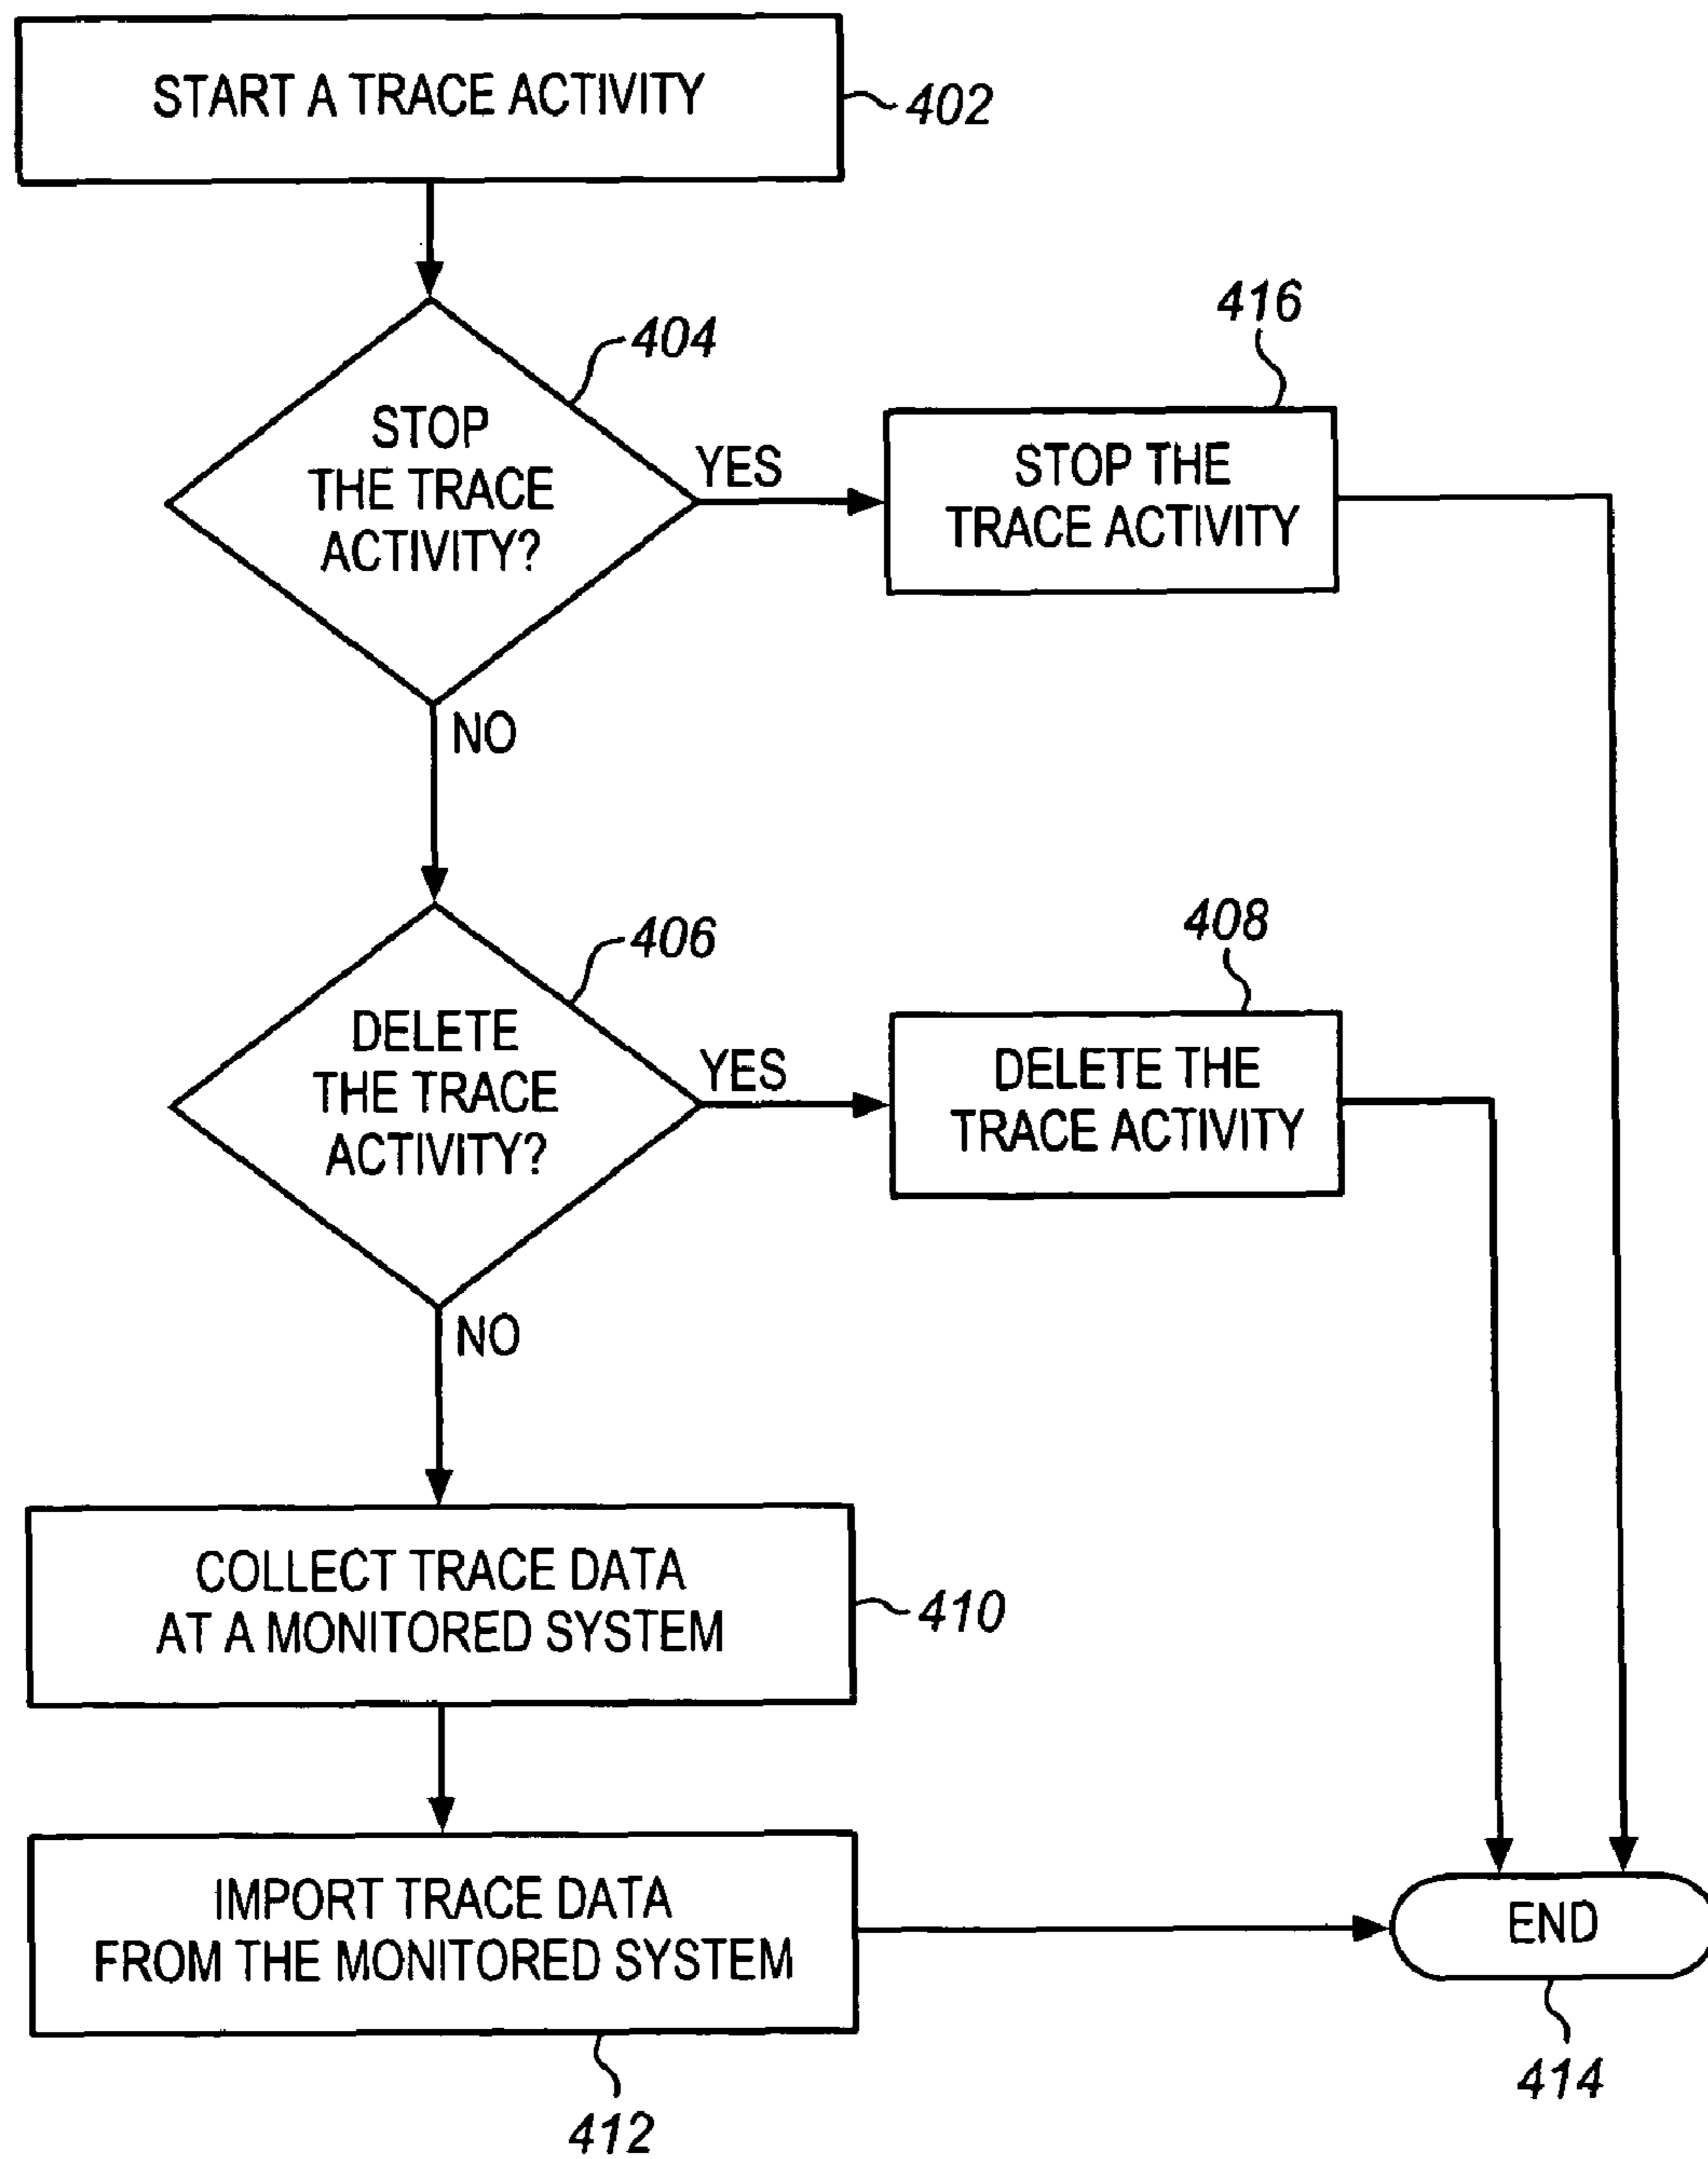 START A TRACE ACTIVITY
402
404
STOP
THE TRACE
ACTIVITY?
YES
416
STOP THE
TRACE ACTIVITY
NO
406
DELETE
THE TRACE
ACTIVITY?
YES
408
DELETE THE
TRACE ACTIVITY
NO
COLLECT TRACE DATA
AT A MONITORED SYSTEM
410
IMPORT TRACE DATA
FROM THE MONITORED SYSTEM
412
END
414